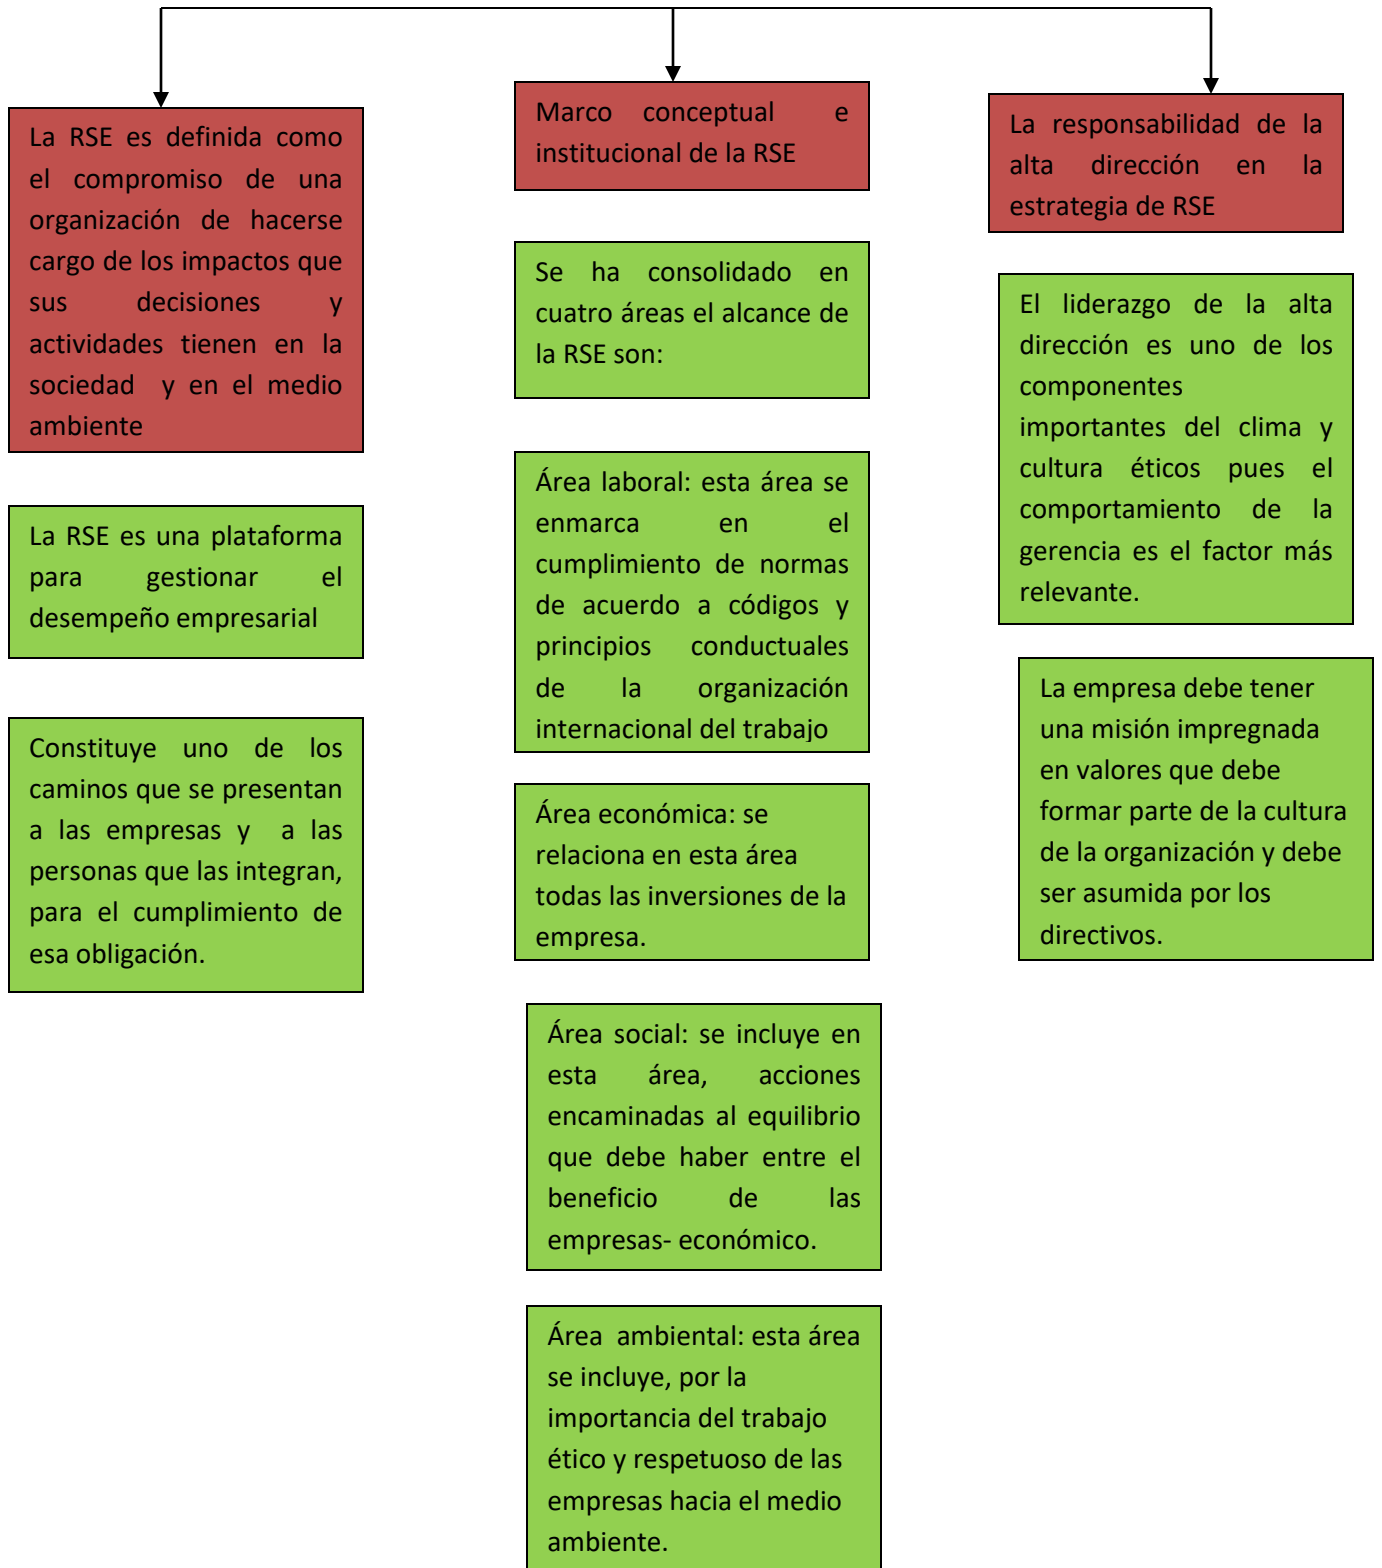 La RSE es definida como
el compromiso de una
organización de hacerse
cargo de los impactos que
sus decisiones y
actividades tienen en la
sociedad y en el medio
ambiente
La RSE es una plataforma
para gestionar el
desempeño empresarial
Constituye uno de los
caminos que se presentan
a las empresas y a las
personas que las integran,
para el cumplimiento de
esa obligación.
Marco conceptual e
institucional de la RSE
Se ha consolidado en
cuatro áreas el alcance de
la RSE son:
Área laboral: esta área se
enmarca en el
cumplimiento de normas
de acuerdo a códigos y
principios conductuales
de la organización
internacional del trabajo
Área económica: se
relaciona en esta área
todas las inversiones de la
empresa.
Área social: se incluye en
esta área, acciones
encaminadas al equilibrio
que debe haber entre el
beneficio de las
empresas- económico.
Área ambiental: esta área
se incluye, por la
importancia del trabajo
ético y respetuoso de las
empresas hacia el medio
ambiente.
La responsabilidad de la
alta dirección en la
estrategia de RSE
El liderazgo de la alta
dirección es uno de los
componentes
importantes del clima y
cultura éticos pues el
comportamiento de la
gerencia es el factor más
relevante.
La empresa debe tener
una misión impregnada
en valores que debe
formar parte de la cultura
de la organización y debe
ser asumida por los
directivos.